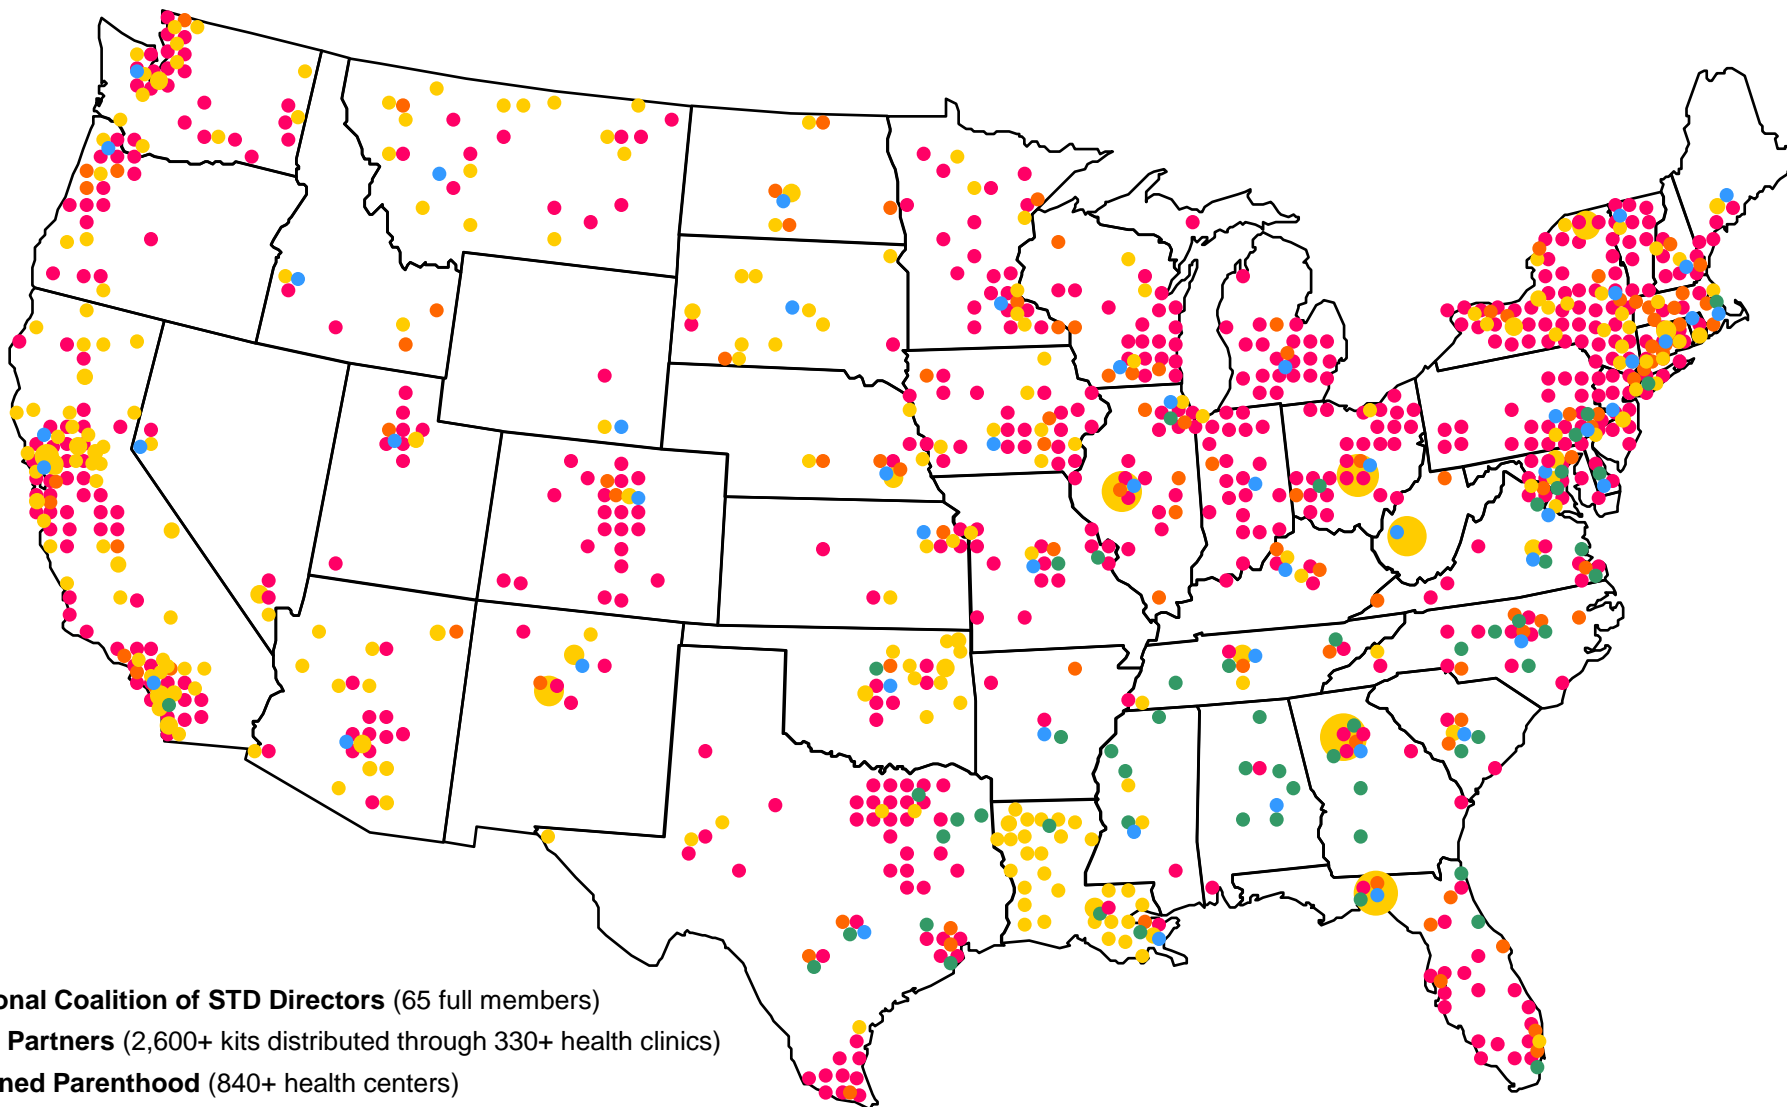 onal Coalition of STD Directors (65 full members)
Partners (2,600+ kits distributed through 330+ health clinics)
ned Parenthood (840+ health centers)